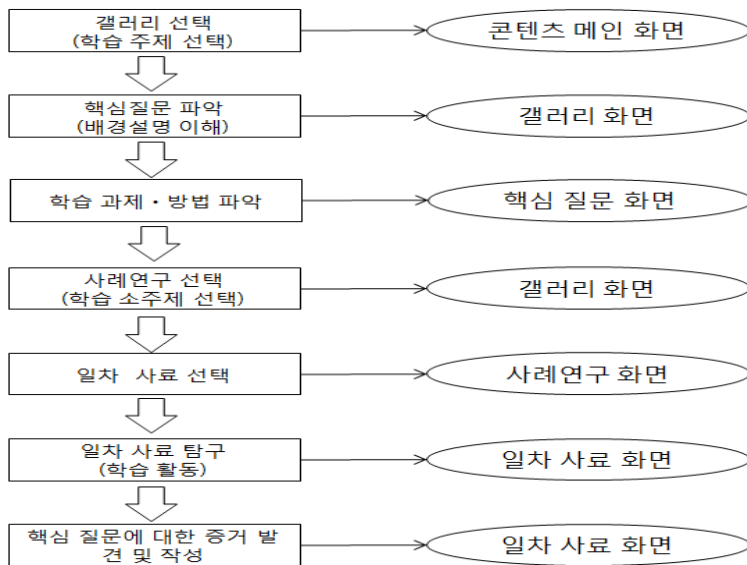 갤러리 선택
(학습 주제 선택)
콘텐츠 메인 화면
핵심질문 파악
(배경설명 이해)
갤러리 화면
학습 과제・방법 파악
핵심 질문 화면
사례연구 선택
(학습 소주제 선택)
갤러리 화면
일차 사료 선택
사례연구 화면
일차 사료 탐구
(학습 활동)
일차 사료 화면
핵심 질문에 대한 증거 발
견 및 작성
일차 사료 화면